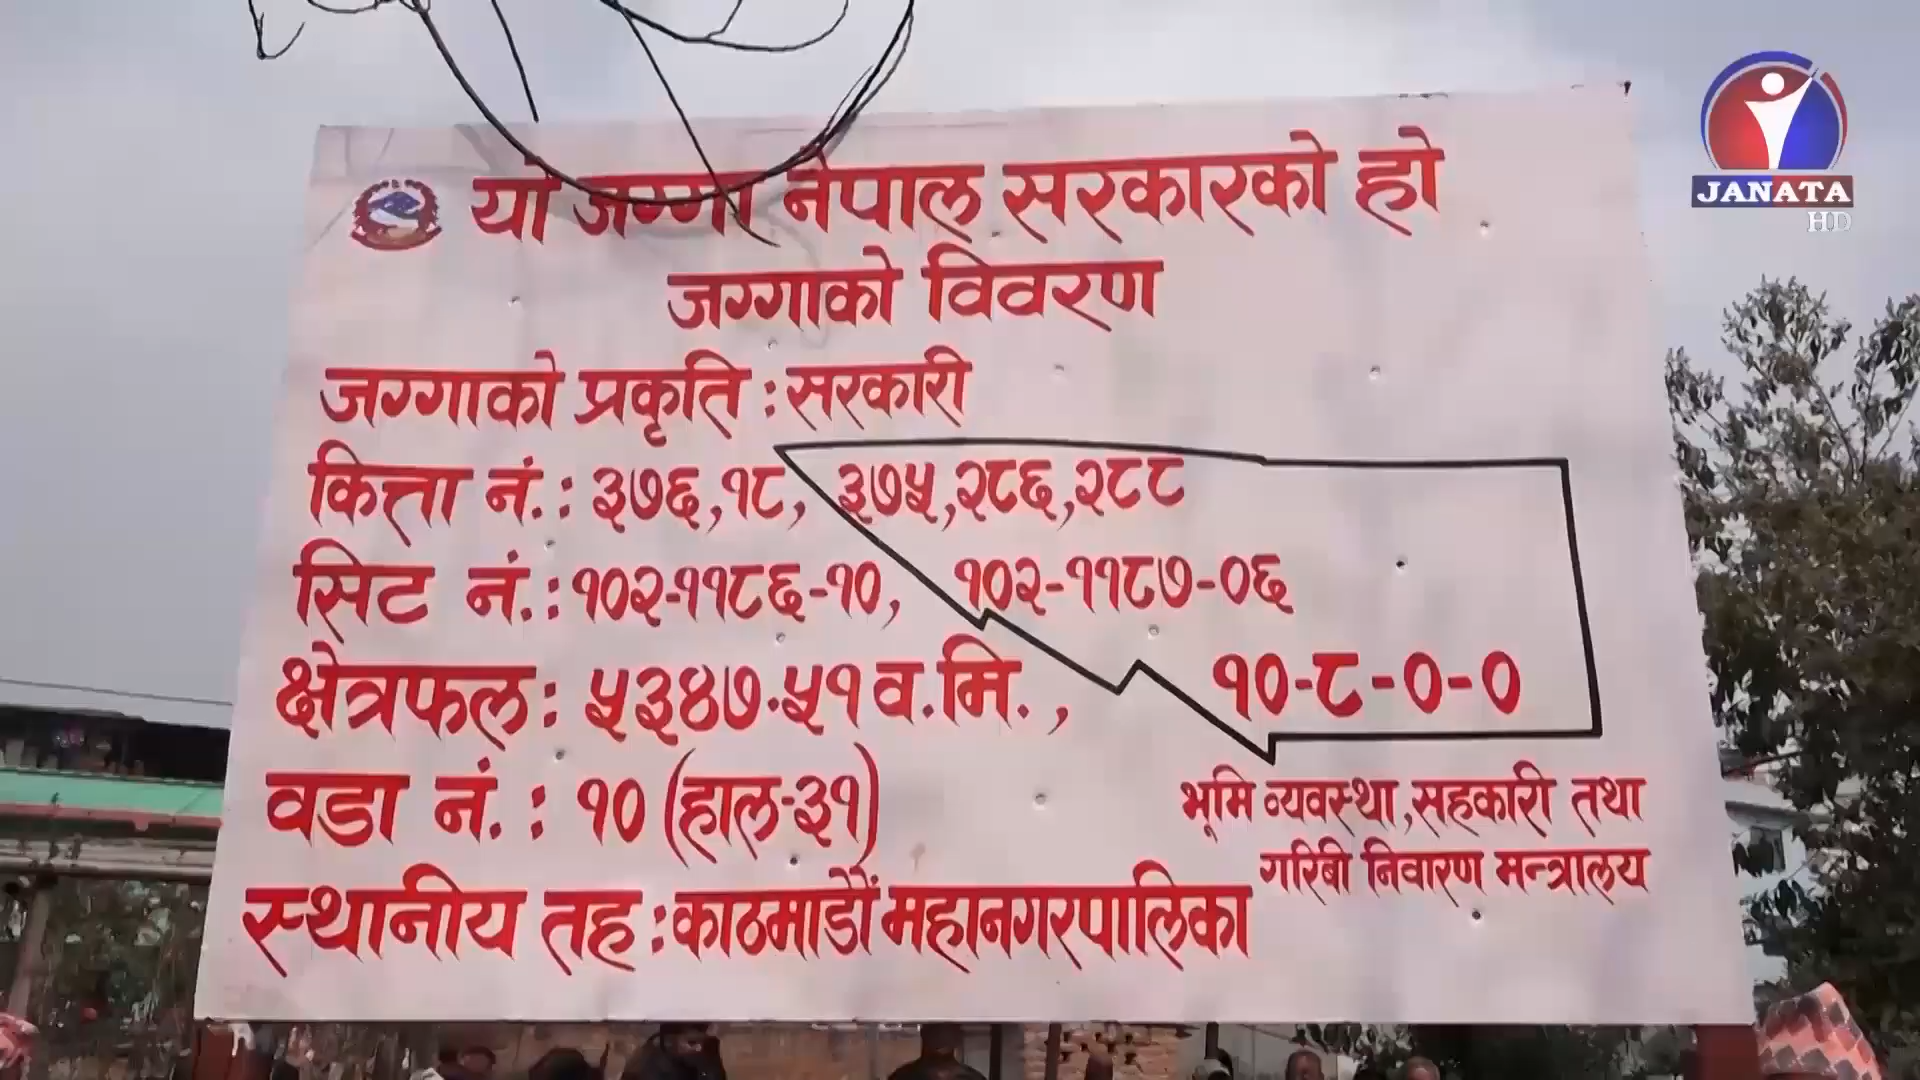 यो जग्गा नेपाल सरकारको हो
जग्गाको विवरण
जग्गाको प्रकृति : सरकारी
कित्ता नं. : ३७६,१८, ३७५,२८६,२८८
सिट नं. : १०२-११८६-१०, १०२-११८७-०६
क्षेत्रफल : ५३४७.५१ व.मि. , १०-८-०-०
वडा नं. : १० (हाल-३१)
भूमि व्यवस्था,सहकारी तथा
गरिबी निवारण मन्त्रालय
स्थानीय तह : काठमाडौं महानगरपालिका
JANATA
HD